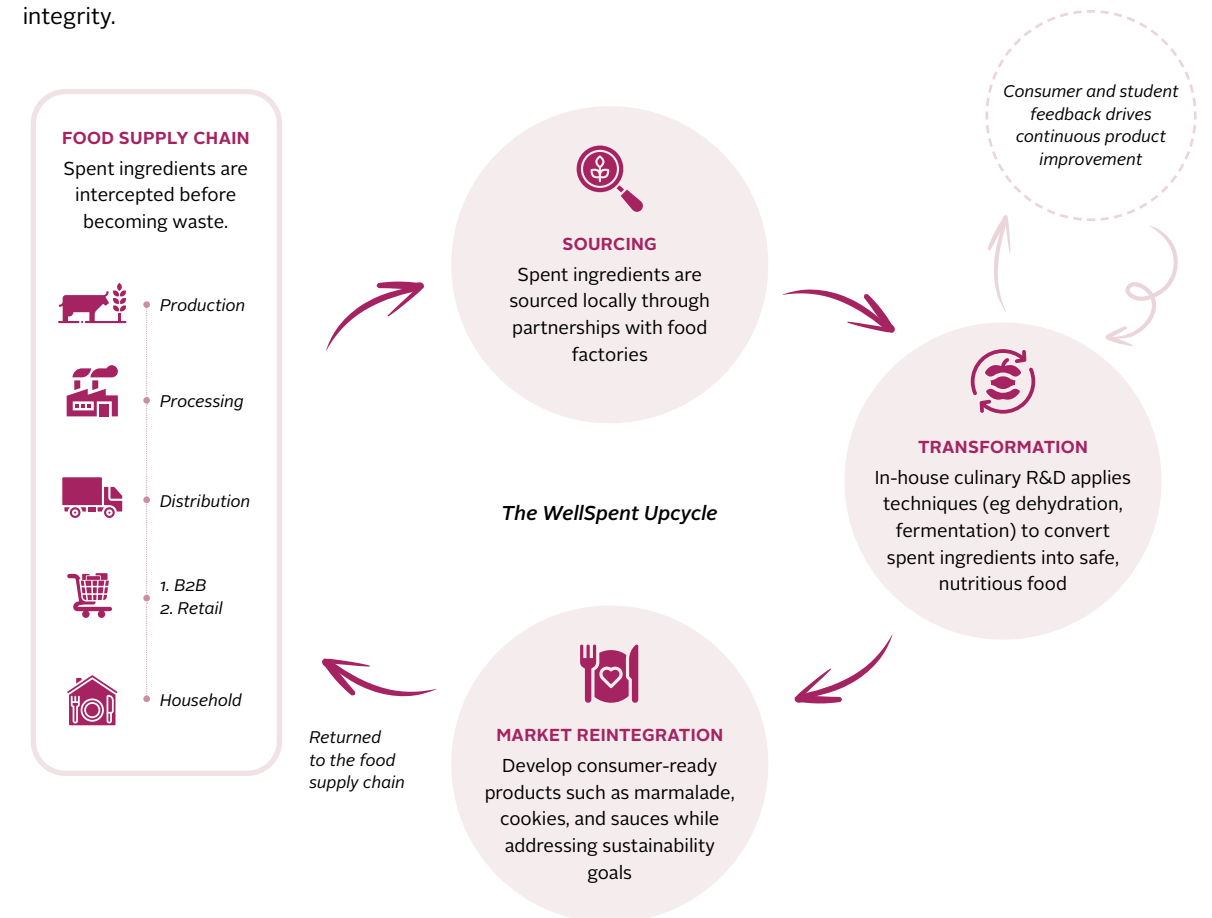 integrity.
FOOD SUPPLY CHAIN
Spent ingredients are
intercepted before
becoming waste.
Production
Processing
Distribution
1. B2B
2. Retail
Household
SOURCING
Spent ingredients are
sourced locally through
partnerships with food
factories
Consumer and student
feedback drives
continuous product
improvement
TRANSFORMATION
In-house culinary R&D applies
techniques (eg dehydration,
fermentation) to convert
spent ingredients into safe,
nutritious food
The WellSpent Upcycle
MARKET REINTEGRATION
Develop consumer-ready
products such as marmalade,
cookies, and sauces while
addressing sustainability
goals
Returned
to the food
supply chain